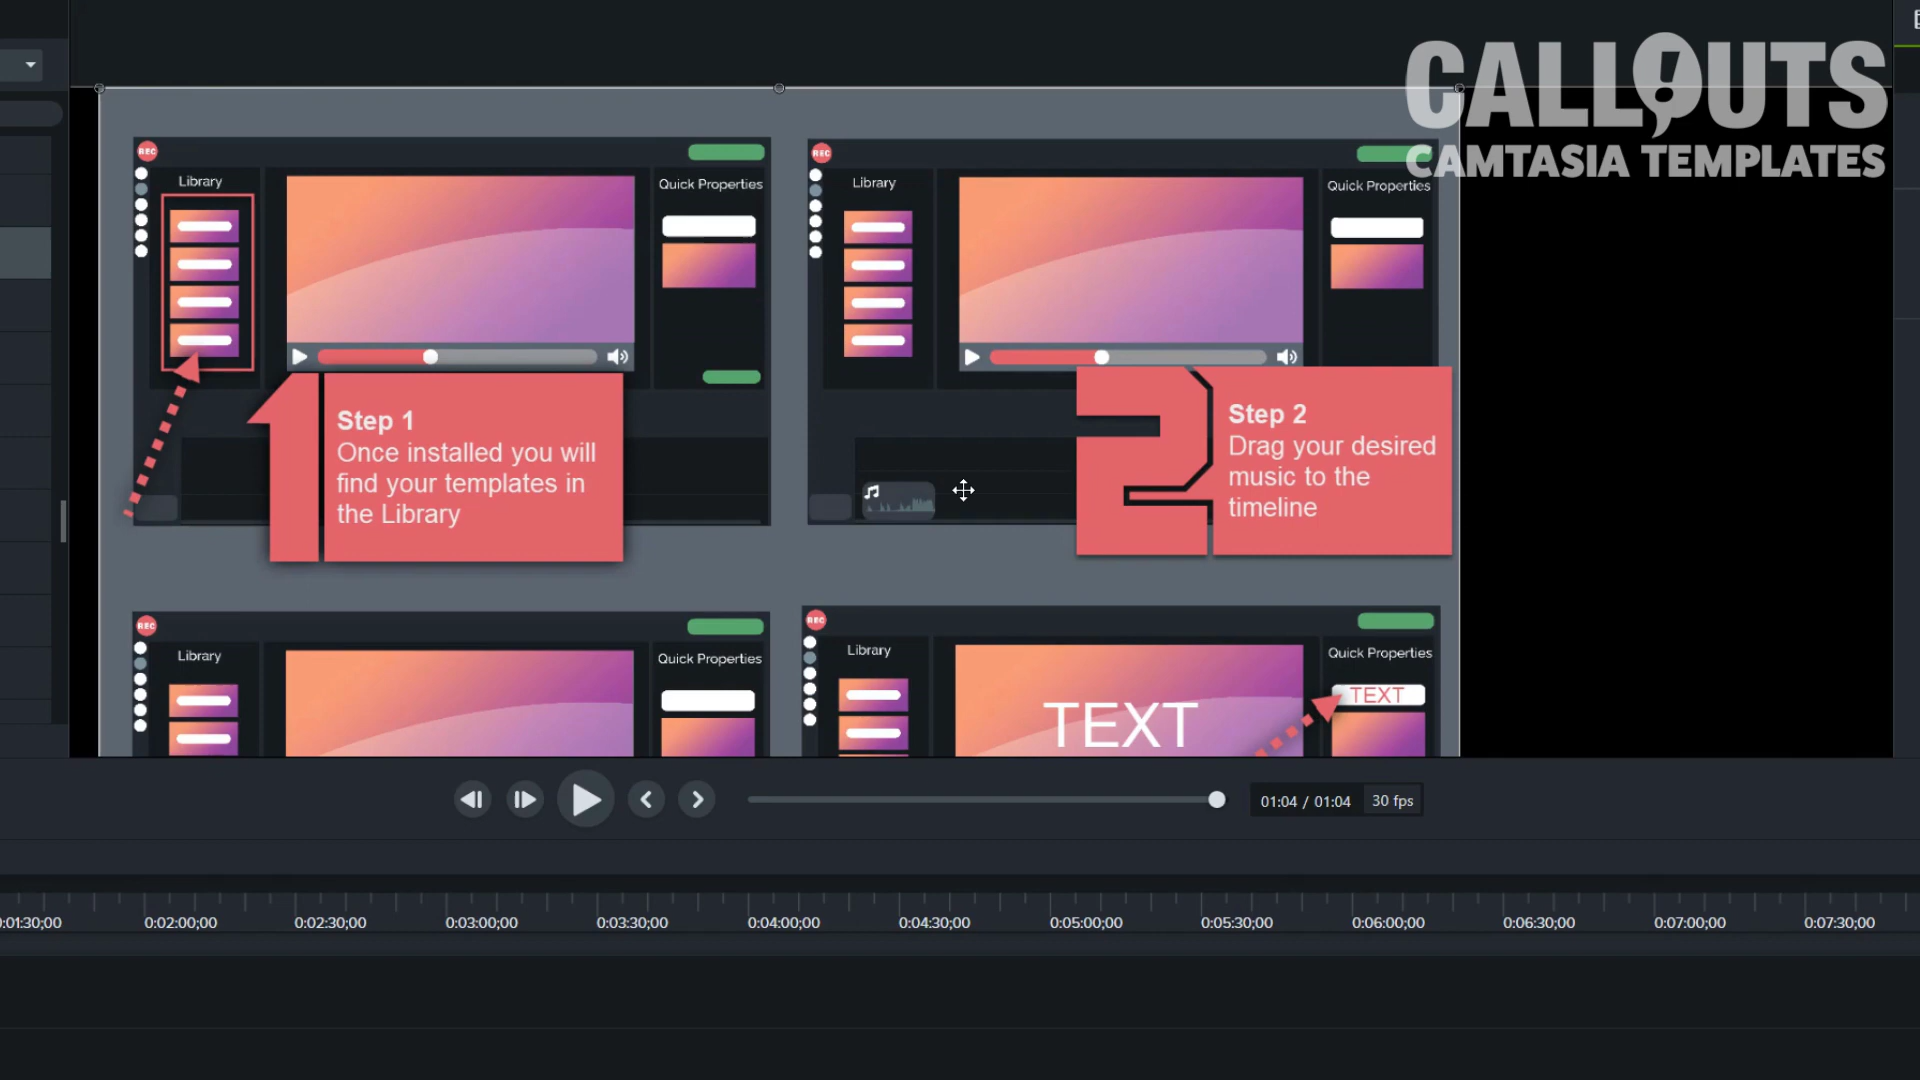 CALLOUTS
CAMTASIA TEMPLATES
REC
Library
Quick Properties
Step 1
Once installed you will
find your templates in
the Library
REC
Library
Quick Properties
2
Step 2
Drag your desired
music to the
timeline
REC
Library
Quick Properties
REC
Library
Quick Properties
TEXT
TEXT
01:04 / 01:04
30 fps
0:01:30;00
0:02:00;00
0:02:30;00
0:03:00;00
0:03:30;00
0:04:00;00
0:04:30;00
0:05:00;00
0:05:30;00
0:06:00;00
0:06:30;00
0:07:00;00
0:07:30;00